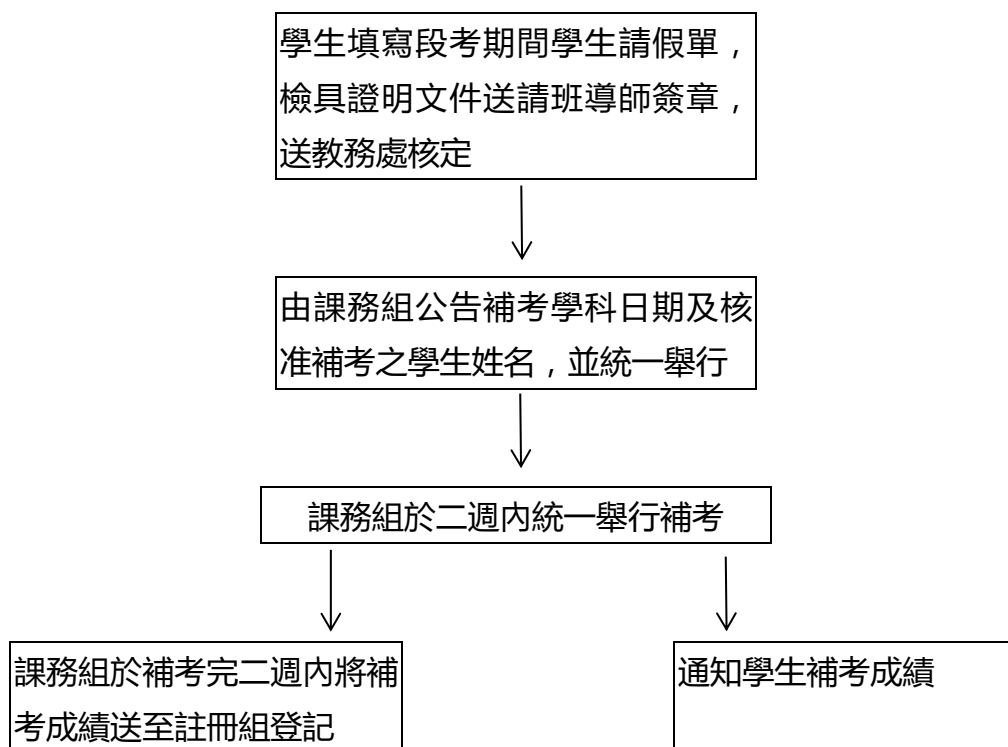 學生填寫段考期間學生請假單，
檢具證明文件送請班導師簽章，
送教務處核定
由課務組公告補考學科日期及核
准補考之學生姓名，並統一舉行
課務組於二週內統一舉行補考
課務組於補考完二週內將補
考成績送至註冊組登記
通知學生補考成績